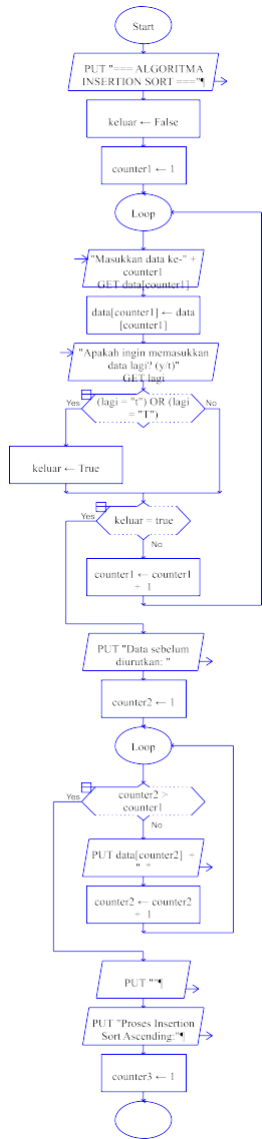 Start
PUT "=== ALGORITMA
INSERTION SORT ==="¶
keluar ← False
counter1 ← 1
Loop
"Masukkan data ke-" +
counter1
GET data[counter1]
data[counter1] ← data
[counter1]
"Apakah ingin memasukkan
data lagi? (y/t)"
GET lagi
Yes
(lagi = "t") OR (lagi
= "T")
No
keluar ← True
Yes
keluar = true
No
counter1 ← counter1
+ 1
PUT "Data sebelum
diurutkan: "
counter2 ← 1
Loop
Yes
counter2 >
counter1
No
PUT data[counter2] +
" "
counter2 ← counter2
+ 1
PUT ""¶
PUT "Proses Insertion
Sort Ascending:"¶
counter3 ← 1